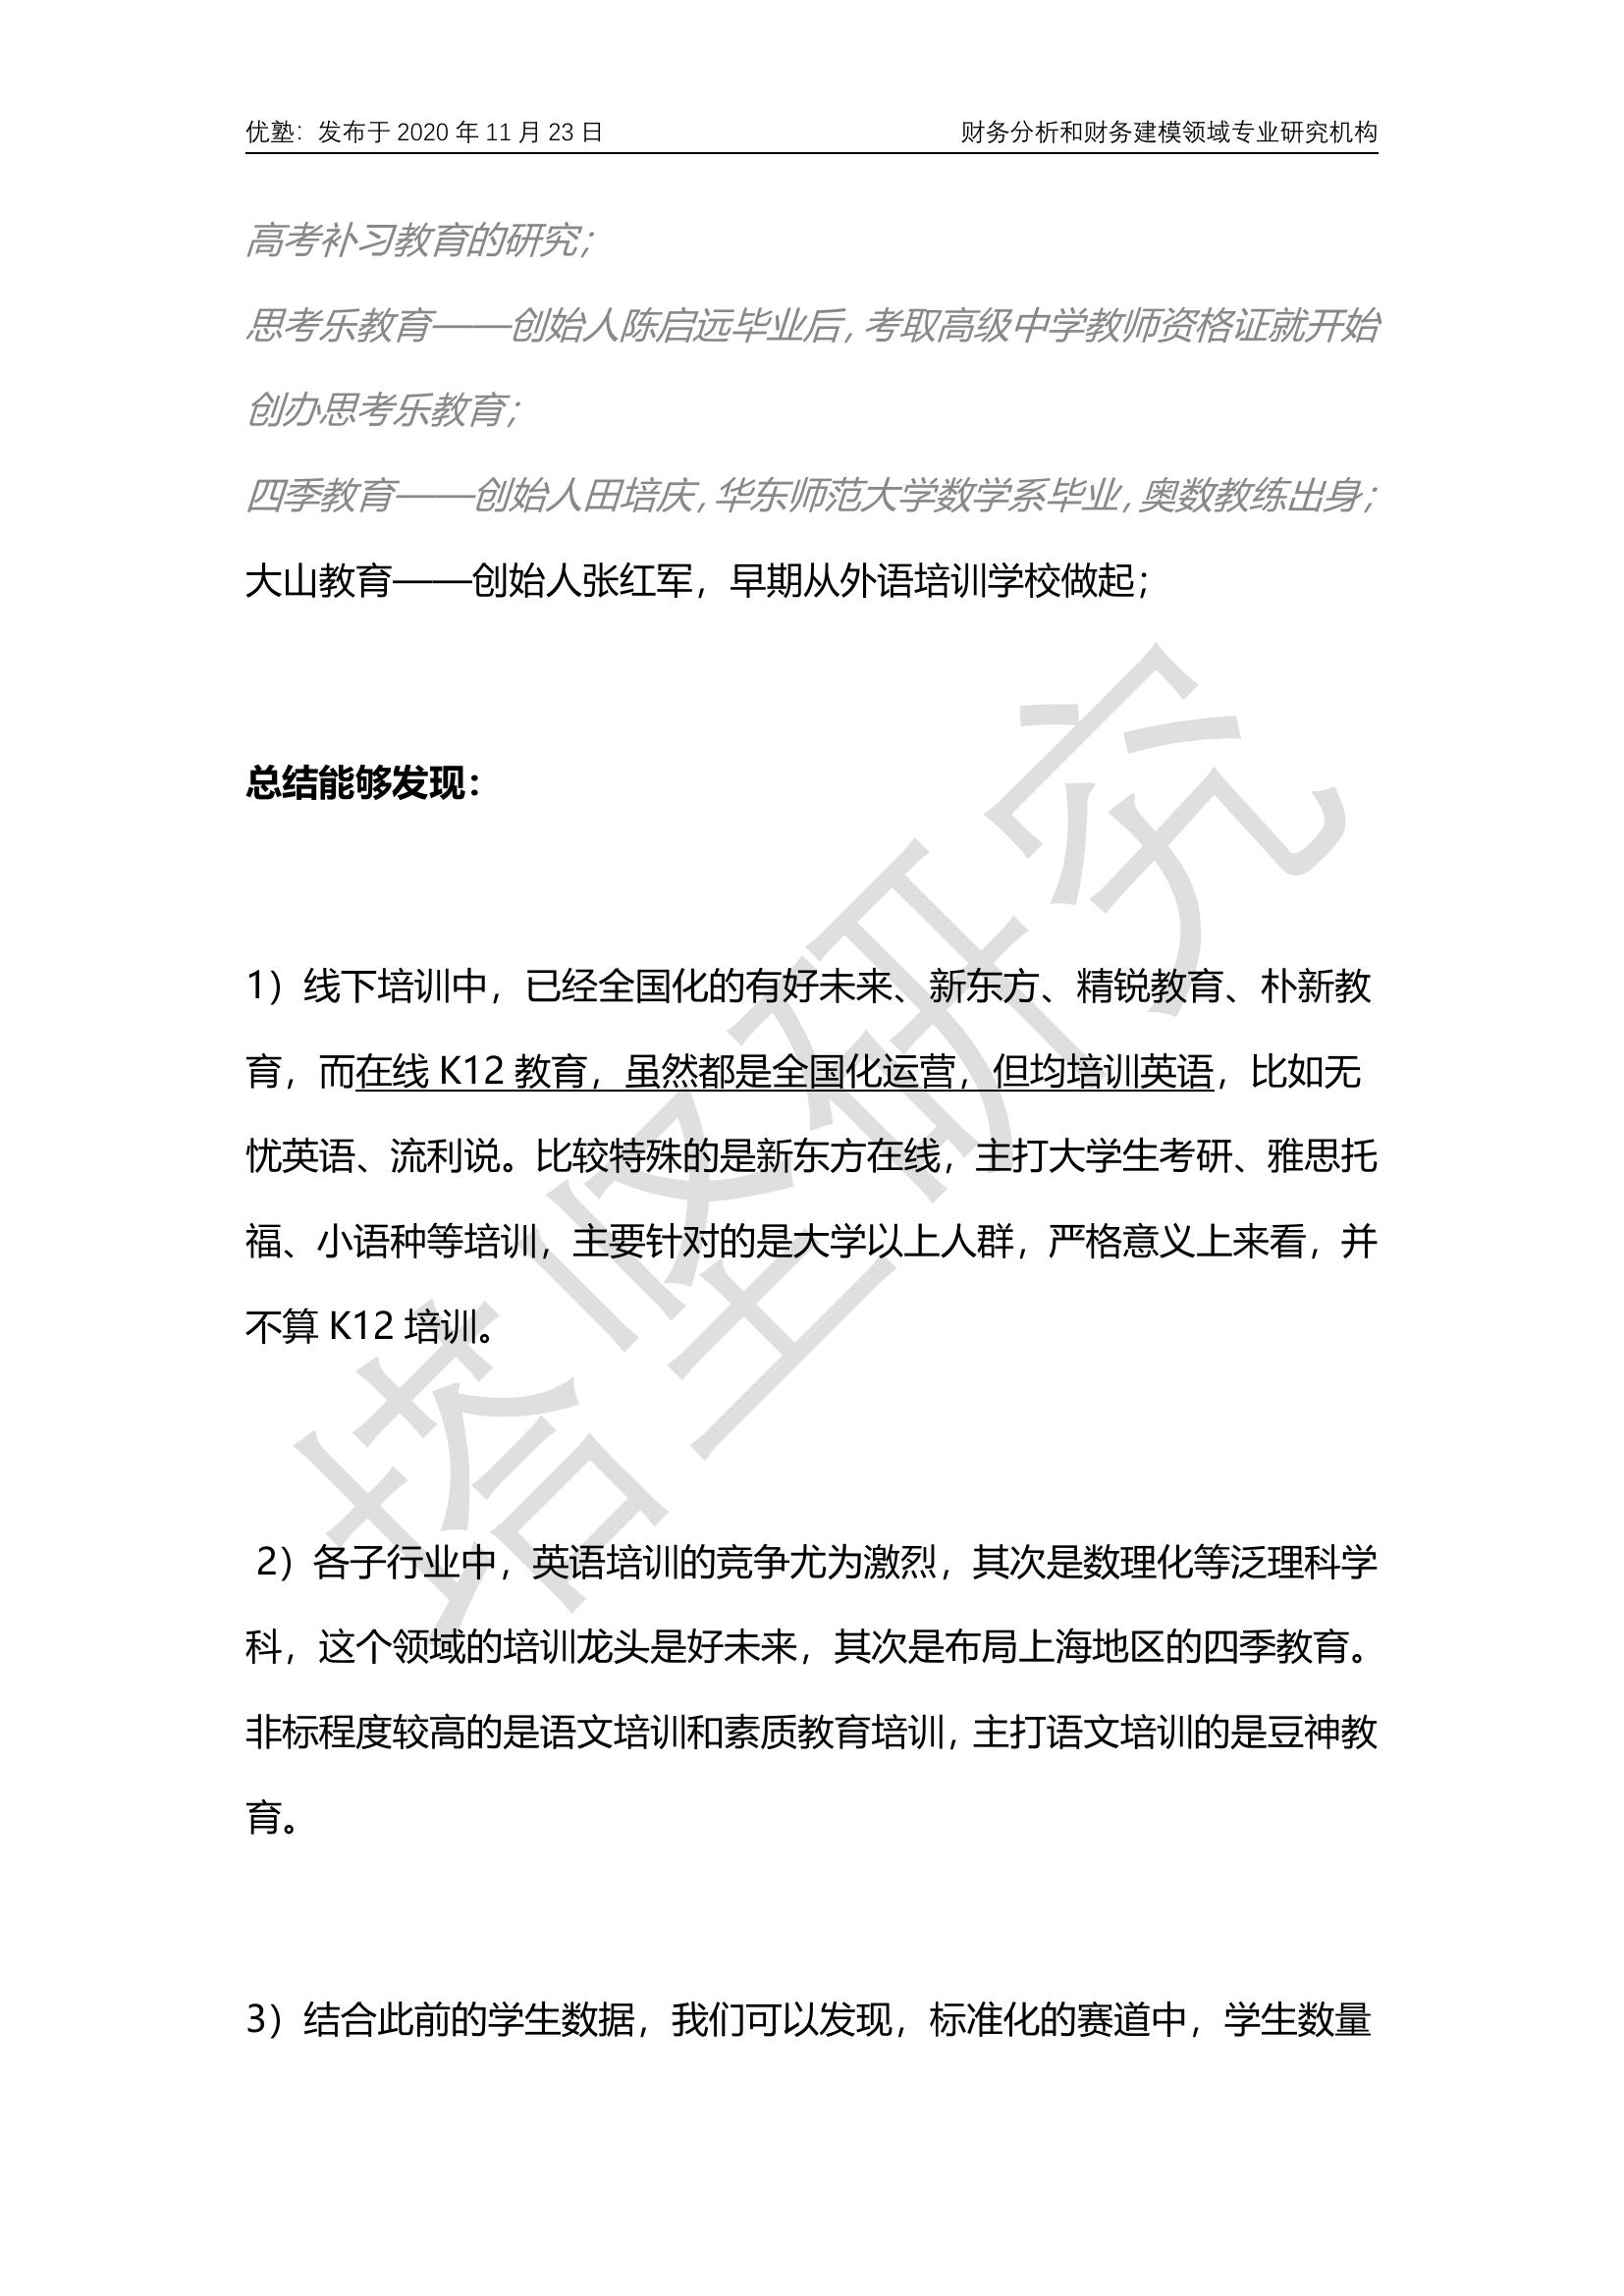 优塾：发布于 2020 年 11 月 23 日 财务分析和财务建模领域专业研究机构
高考补习教育的研究；
思考乐教育——创始人陈启远毕业后，考取高级中学教师资格证就开始
创办思考乐教育；
四季教育——创始人田培庆，华东师范大学数学系毕业，奥数教练出身；
大山教育——创始人张红军，早期从外语培训学校做起；
总结能够发现：
1）线下培训中，已经全国化的有好未来、新东方、精锐教育、朴新教
育，而在线 K12 教育，虽然都是全国化运营，但均培训英语，比如无
忧英语、流利说。比较特殊的是新东方在线，主打大学生考研、雅思托
福、小语种等培训，主要针对的是大学以上人群，严格意义上来看，并
不算 K12 培训。
2）各子行业中，英语培训的竞争尤为激烈，其次是数理化等泛理科学
科，这个领域的培训龙头是好未来，其次是布局上海地区的四季教育。
非标程度较高的是语文培训和素质教育培训，主打语文培训的是豆神教
育。
3）结合此前的学生数据，我们可以发现，标准化的赛道中，学生数量
塔坚研究